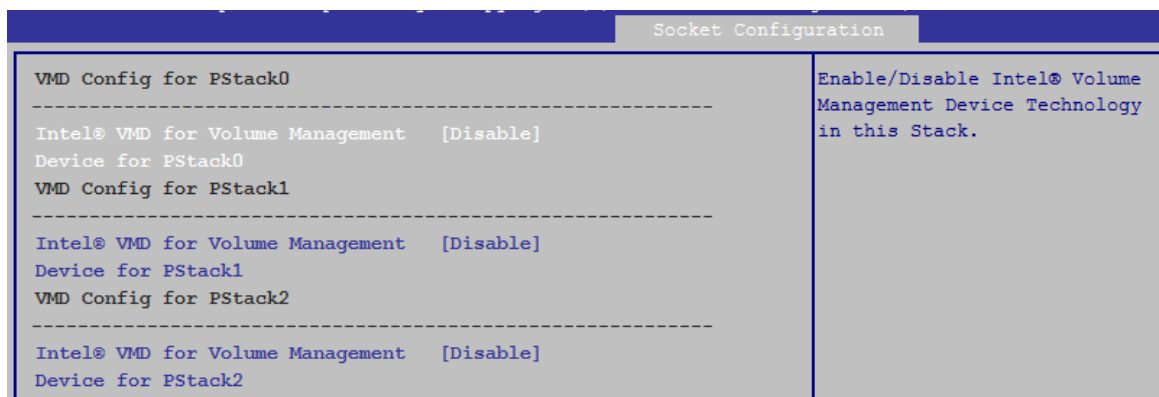 Socket Configuration
VMD Config for PStack0
------------------------------------------------------------
Intel® VMD for Volume Management [Disable]
Device for PStack0
VMD Config for PStack1
------------------------------------------------------------
Intel® VMD for Volume Management [Disable]
Device for PStack1
VMD Config for PStack2
------------------------------------------------------------
Intel® VMD for Volume Management [Disable]
Device for PStack2
Enable/Disable Intel® Volume
Management Device Technology
in this Stack.